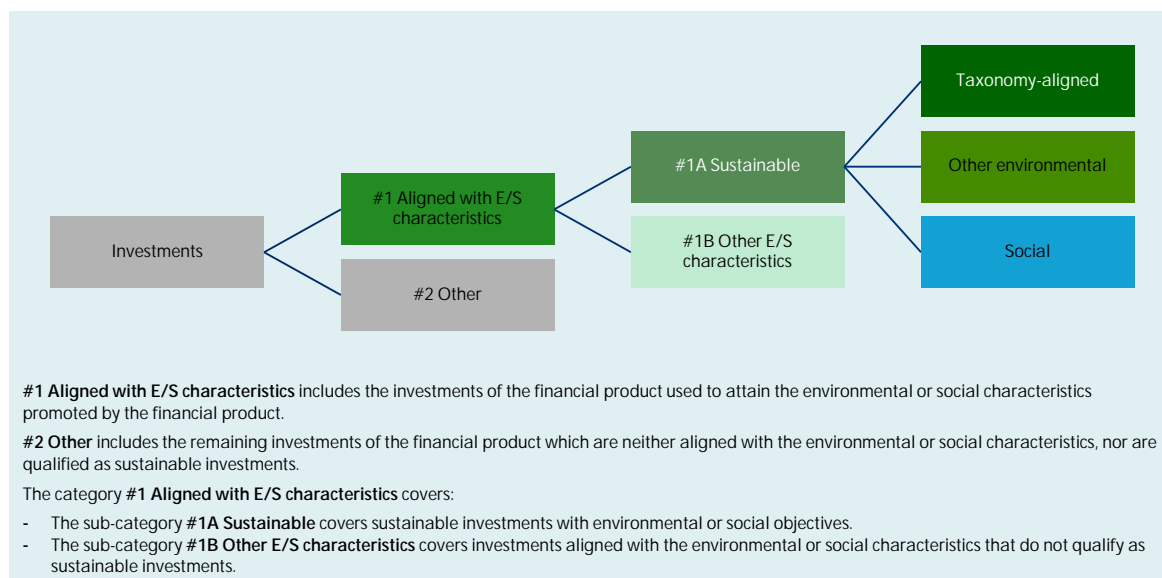 Taxonomy-aligned
#1A Sustainable
Other environmental
#1 Aligned with E/S
characteristics
Investments
#1B Other E/S
characteristics
Social
#2 Other
#1 Aligned with E/S characteristics includes the investments of the financial product used to attain the environmental or social characteristics
promoted by the financial product.
#2 Other includes the remaining investments of the financial product which are neither aligned with the environmental or social characteristics, nor are
qualified as sustainable investments.
The category #1 Aligned with E/S characteristics covers:
- The sub-category #1A Sustainable covers sustainable investments with environmental or social objectives.
- The sub-category #1B Other E/S characteristics covers investments aligned with the environmental or social characteristics that do not qualify as
sustainable investments.